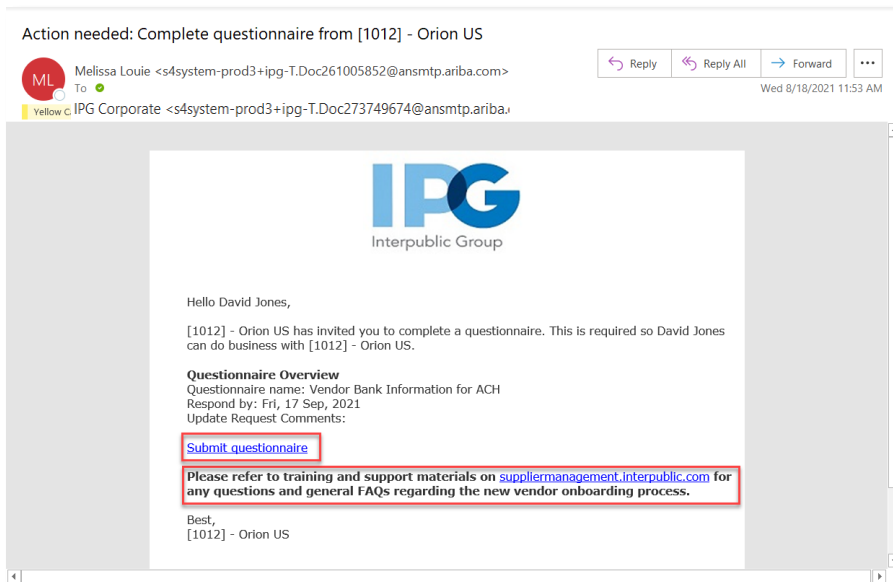 Action needed: Complete questionnaire from [1012] - Orion US
ML
Melissa Louie <s4system-prod3+ipg-T.Doc261005852@ansmtp.ariba.com>
Reply
Reply All
Forward
To
Wed 8/18/2021 11:53 AM
Yellow C
IPG Corporate <s4system-prod3+ipg-T.Doc273749674@ansmtp.ariba.
IPG
Interpublic Group
Hello David Jones,
[1012] - Orion US has invited you to complete a questionnaire. This is required so David Jones
can do business with [1012] - Orion US.
Questionnaire Overview
Questionnaire name: Vendor Bank Information for ACH
Respond by: Fri, 17 Sep, 2021
Update Request Comments:
Submit questionnaire
Please refer to training and support materials on suppliermanagement.interpublic.com for
any questions and general FAQs regarding the new vendor onboarding process.
Best,
[1012] - Orion US